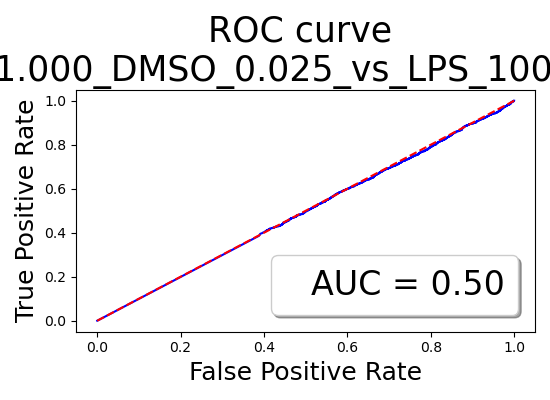 ROC curve
1.000_DMSO_0.025_vs_LPS_100
True Positive Rate
1.0
0.8
0.6
0.4
0.2
0.0
AUC = 0.50
0.0 0.2 0.4 0.6 0.8 1.0
False Positive Rate